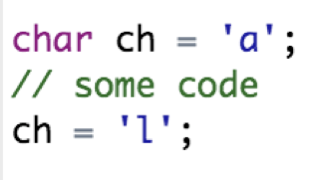 char ch = 'a';
// some code
ch = 'l';